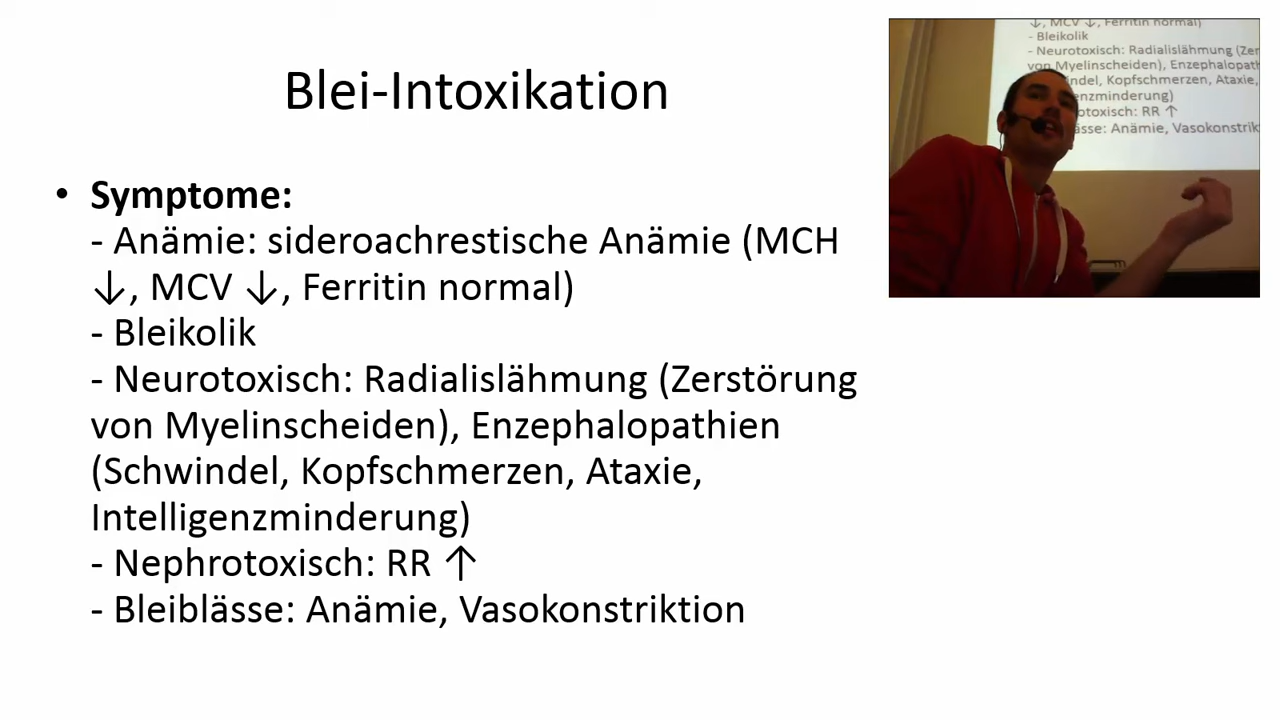 Blei-Intoxikation
• Symptome:
- Anämie: sideroachrestische Anämie (MCH
↓, MCV ↓, Ferritin normal)
- Bleikolik
- Neurotoxisch: Radialislähmung (Zerstörung
von Myelinscheiden), Enzephalopathien
(Schwindel, Kopfschmerzen, Ataxie,
Intelligenzminderung)
- Nephrotoxisch: RR ↑
- Bleiblässe: Anämie, Vasokonstriktion
↓, MCV ↓, Ferritin normal)
- Bleikolik
- Neurotoxisch: Radialislähmung (Zer
von Myelinscheiden), Enzephalopath
ndel, Kopfschmerzen, Ataxie,
enzminderung)
otoxisch: RR ↑
ässe: Anämie, Vasokonstrik